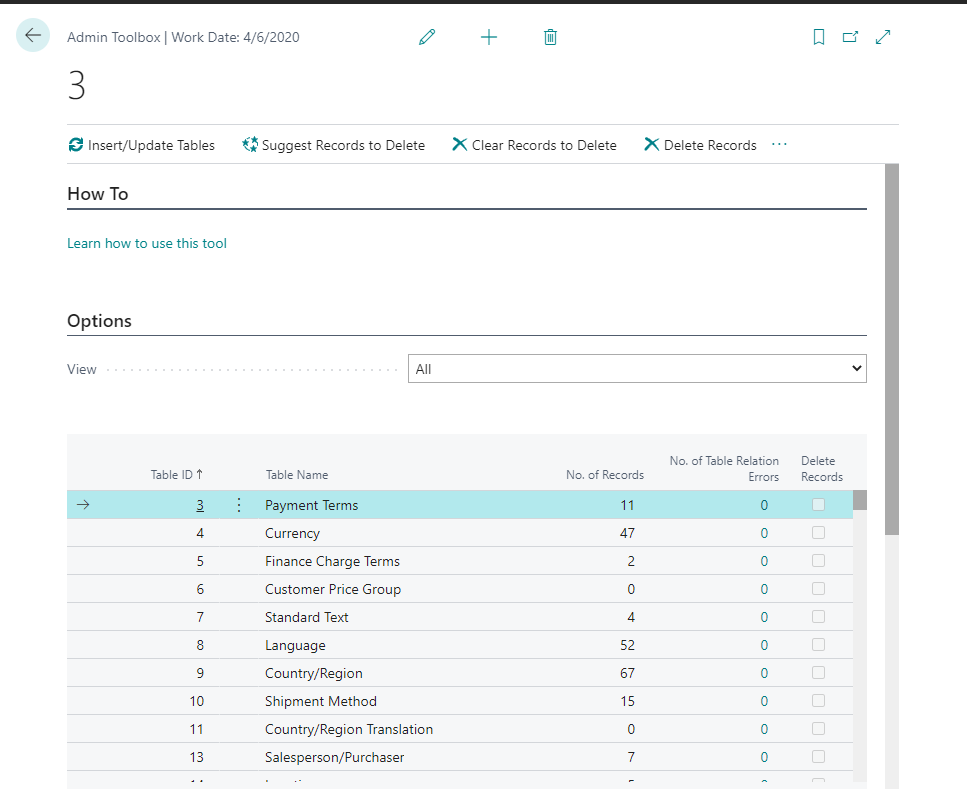 Admin Toolbox | Work Date: 4/6/2020
3
Insert/Update Tables Suggest Records to Delete Clear Records to Delete Delete Records ...
How To
Learn how to use this tool
Options
View All
Table ID ↑ Table Name No. of Records No. of Table Relation Errors Delete Records
3 Payment Terms 11 0
4 Currency 47 0
5 Finance Charge Terms 2 0
6 Customer Price Group 0 0
7 Standard Text 4 0
8 Language 52 0
9 Country/Region 67 0
10 Shipment Method 15 0
11 Country/Region Translation 0 0
13 Salesperson/Purchaser 7 0